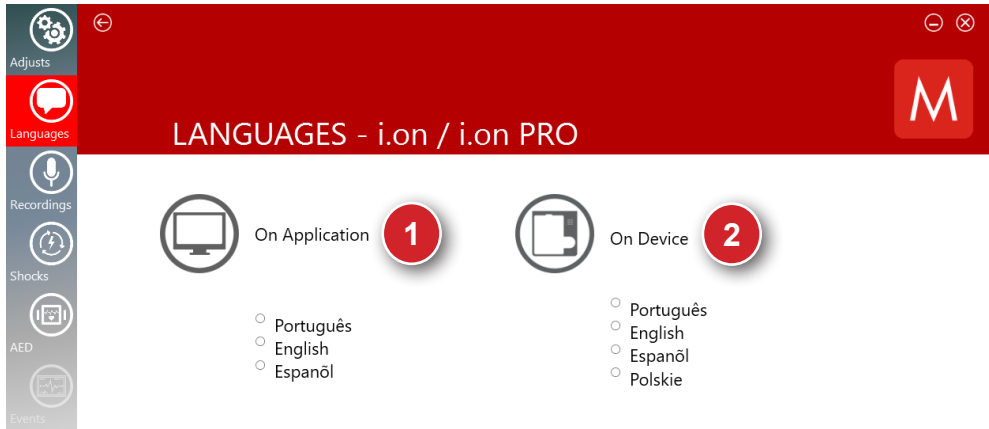 Adjusts
Languages
Recordings
Shocks
AED
Events
M
LANGUAGES - i.on / i.on PRO
On Application
1
Português
English
Espanõl
On Device
2
Português
English
Espanõl
Polskie